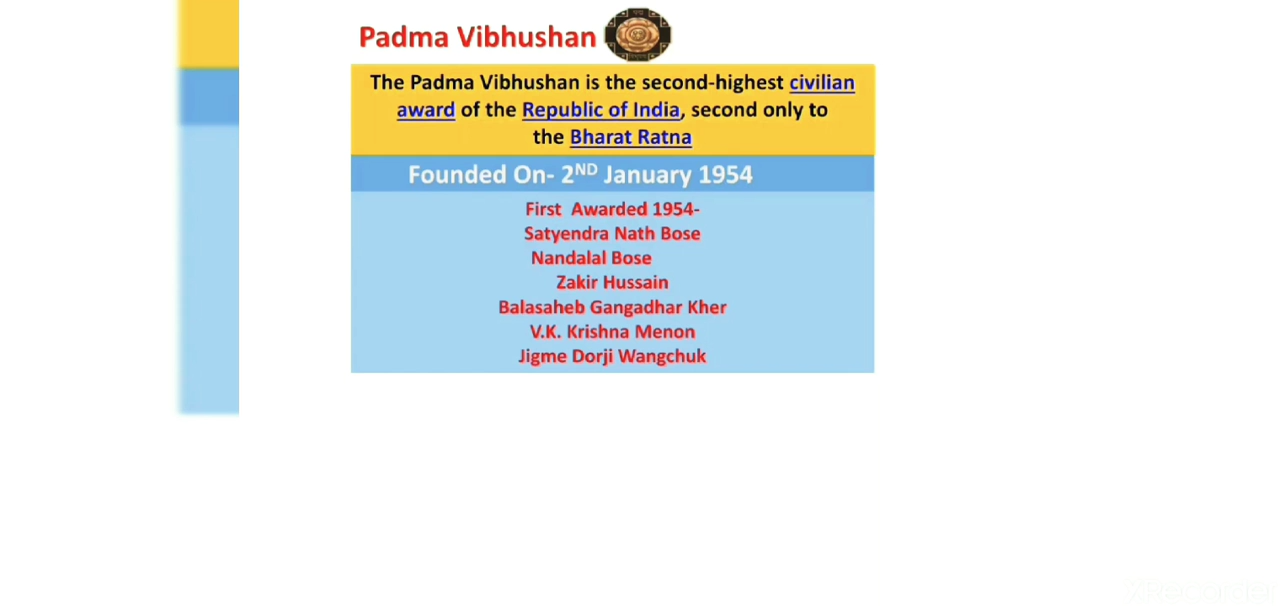 Padma Vibhushan
The Padma Vibhushan is the second-highest civilian
award of the Republic of India, second only to
the Bharat Ratna
Founded On- 2ND January 1954
First Awarded 1954-
Satyendra Nath Bose
Nandalal Bose
Zakir Hussain
Balasaheb Gangadhar Kher
V.K. Krishna Menon
Jigme Dorji Wangchuk